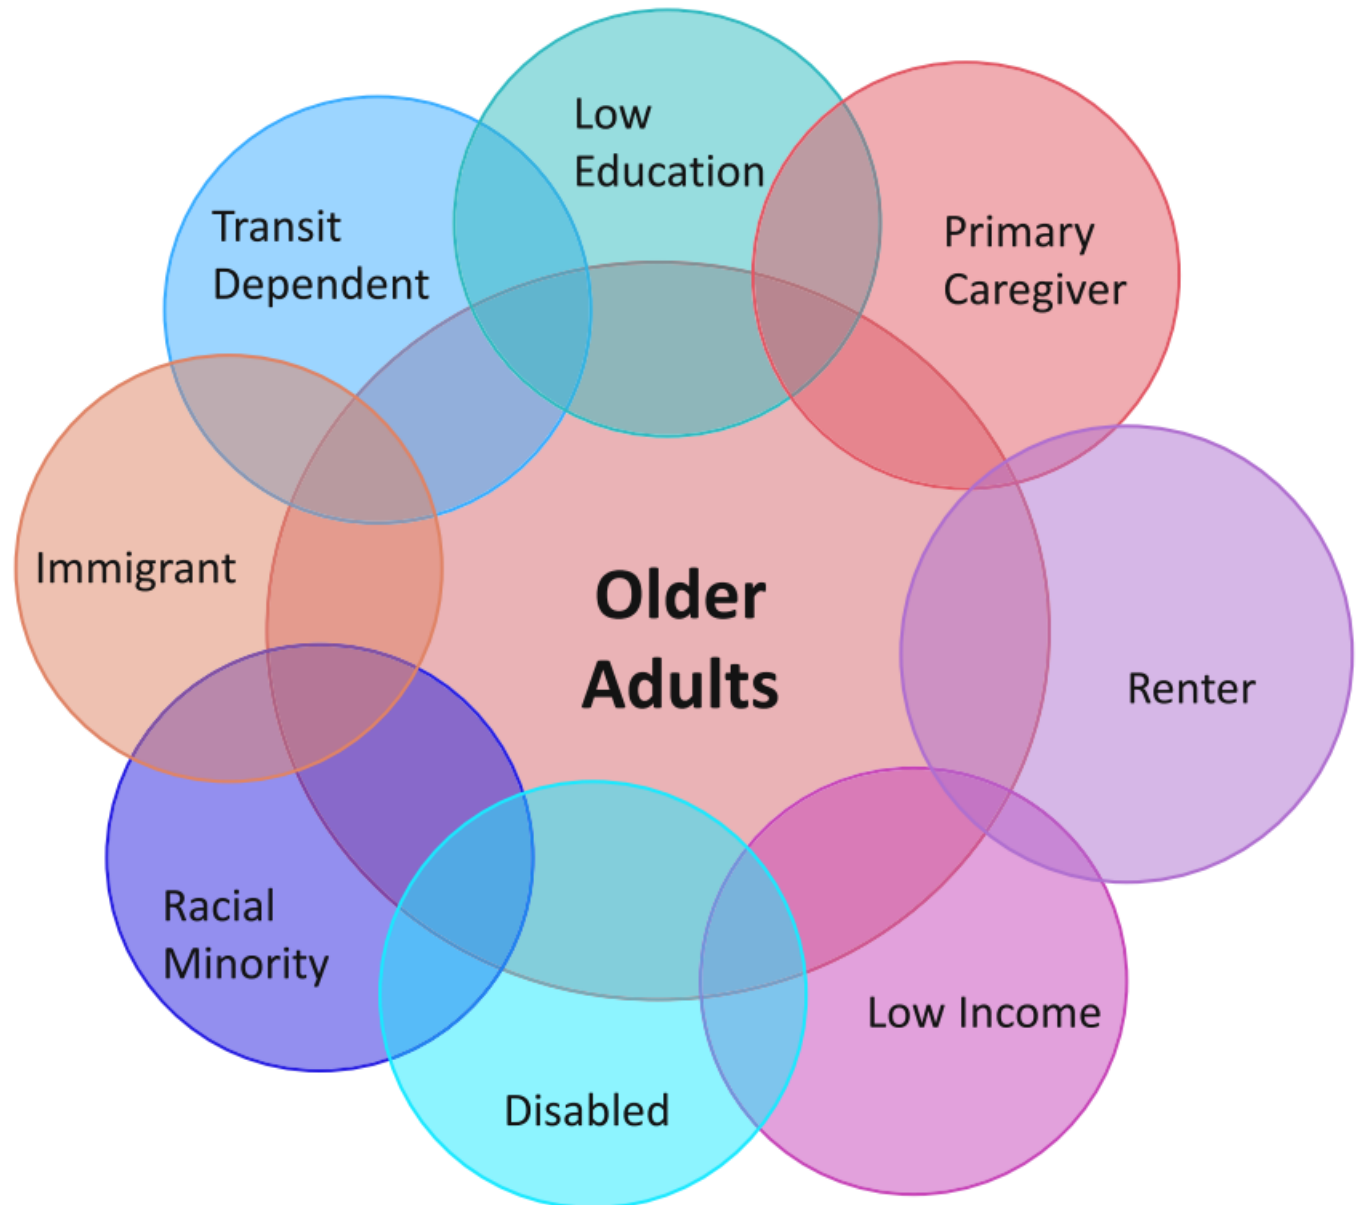 Low
Education
Primary
Caregiver
Transit
Dependent
Immigrant
Older
Adults
Renter
Racial
Minority
Low Income
Disabled